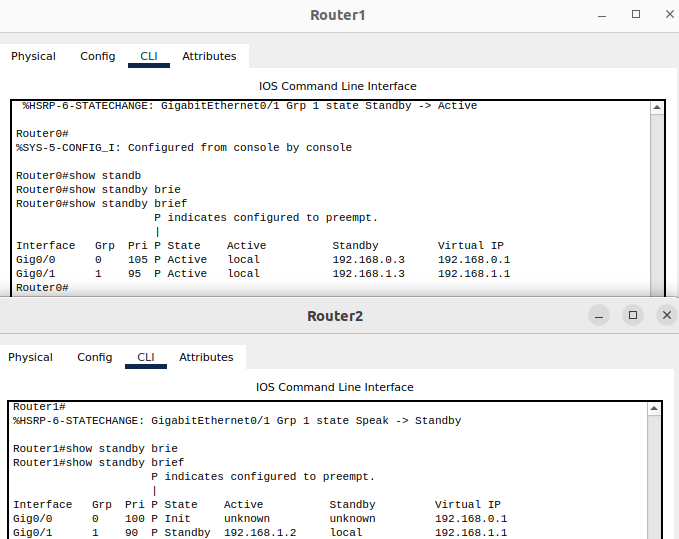 Router1
Physical Config CLI Attributes
IOS Command Line Interface
%HSRP-6-STATECHANGE: GigabitEthernet0/1 Grp 1 state Standby -> Active
Router0#
%SYS-5-CONFIG_I: Configured from console by console
Router0#show standb
Router0#show standby brie
Router0#show standby brief
P indicates configured to preempt.
|
Interface Grp Pri P State Active Standby Virtual IP
Gig0/0 0 105 P Active local 192.168.0.3 192.168.0.1
Gig0/1 1 95 P Active local 192.168.1.3 192.168.1.1
Router0#
Router2
Physical Config CLI Attributes
IOS Command Line Interface
Router1#
%HSRP-6-STATECHANGE: GigabitEthernet0/1 Grp 1 state Speak -> Standby
Router1#show standby brie
Router1#show standby brief
P indicates configured to preempt.
|
Interface Grp Pri P State Active Standby Virtual IP
Gig0/0 0 100 P Init unknown unknown 192.168.0.1
Gig0/1 1 90 P Standby 192.168.1.2 local 192.168.1.1